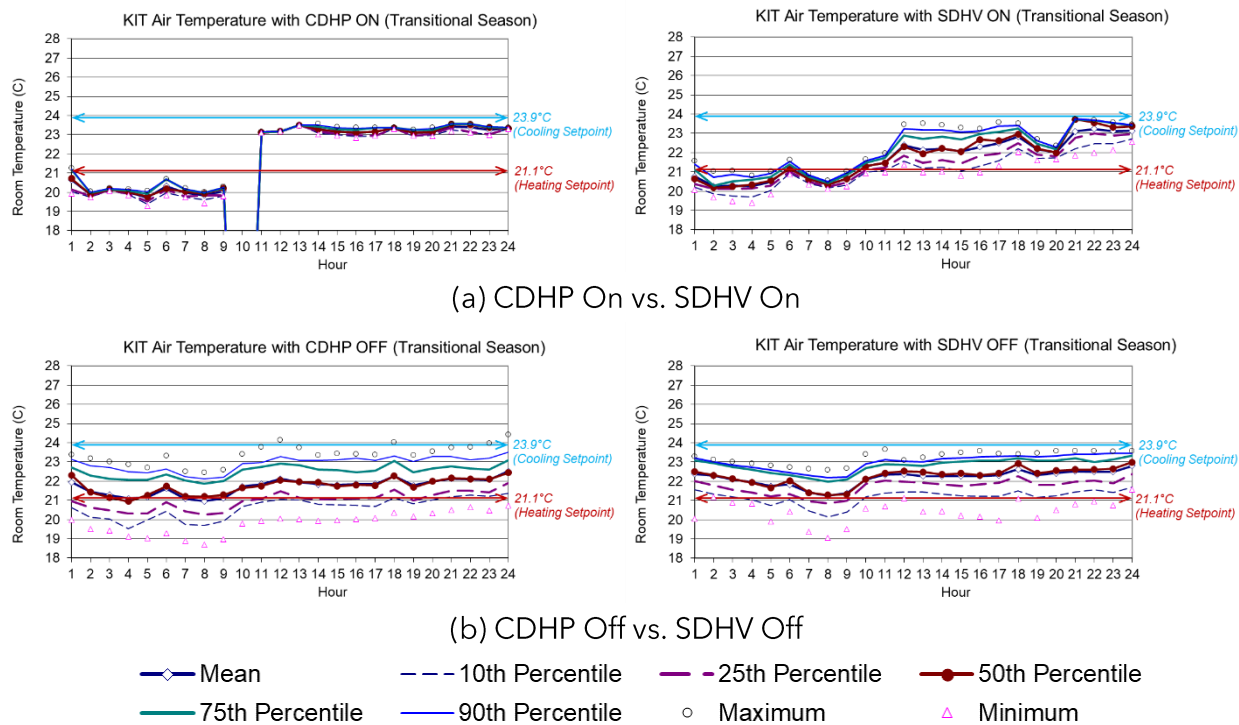 KIT Air Temperature with CDHP ON (Transitional Season)
28
27
26
25
24
23
22
21
20
19
18
Room Temperature (C)
23.9°C
(Cooling Setpoint)
21.1°C
(Heating Setpoint)
1 2 3 4 5 6 7 8 9 10 11 12 13 14 15 16 17 18 19 20 21 22 23 24
Hour
KIT Air Temperature with SDHV ON (Transitional Season)
28
27
26
25
24
23
22
21
20
19
18
Room Temperature (C)
23.9°C
(Cooling Setpoint)
21.1°C
(Heating Setpoint)
1 2 3 4 5 6 7 8 9 10 11 12 13 14 15 16 17 18 19 20 21 22 23 24
Hour
(a) CDHP On vs. SDHV On
KIT Air Temperature with CDHP OFF (Transitional Season)
28
27
26
25
24
23
22
21
20
19
18
Room Temperature (C)
23.9°C
(Cooling Setpoint)
21.1°C
(Heating Setpoint)
1 2 3 4 5 6 7 8 9 10 11 12 13 14 15 16 17 18 19 20 21 22 23 24
Hour
KIT Air Temperature with SDHV OFF (Transitional Season)
28
27
26
25
24
23
22
21
20
19
18
Room Temperature (C)
23.9°C
(Cooling Setpoint)
21.1°C
(Heating Setpoint)
1 2 3 4 5 6 7 8 9 10 11 12 13 14 15 16 17 18 19 20 21 22 23 24
Hour
(b) CDHP Off vs. SDHV Off
Mean 10th Percentile 25th Percentile 50th Percentile
75th Percentile 90th Percentile Maximum Minimum